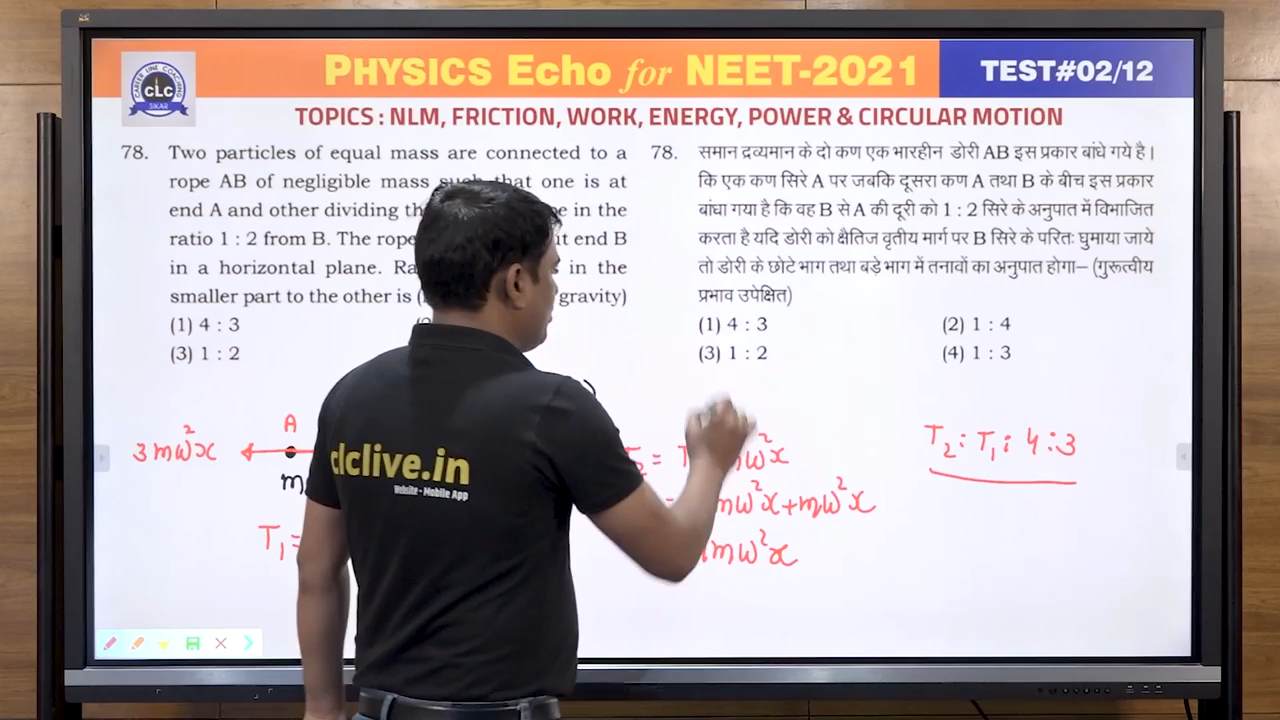 CAREER LINE COACHING
CLC
SIKAR
PHYSICS Echo for NEET-2021
TEST#02/12
TOPICS : NLM, FRICTION, WORK, ENERGY, POWER & CIRCULAR MOTION
78. Two particles of equal mass are connected to a
rope AB of negligible mass such that one is at
end A and other dividing th
e in the
ratio 1 : 2 from B. The rope
t end B
in a horizontal plane. Ra
in the
smaller part to the other is (
gravity)
(1) 4 : 3
(3) 1 : 2
78. समान द्रव्यमान के दो कण एक भारहीन डोरी AB इस प्रकार बांधे गये है।
कि एक कण सिरे A पर जबकि दूसरा कण A तथा B के बीच इस प्रकार
बांधा गया है कि वह B से A की दूरी को 1 : 2 सिरे के अनुपात में विभाजित
करता है यदि डोरी को क्षैतिज वृतीय मार्ग पर B सिरे के परितः घुमाया जाये
तो डोरी के छोटे भाग तथा बड़े भाग में तनावों का अनुपात होगा– (गुरूत्वीय
प्रभाव उपेक्षित)
(1) 4 : 3 (2) 1 : 4
(3) 1 : 2 (4) 1 : 3
A
3mω²x
m
T₁=
₂ = T
mω²x
mω²x+mω²x
mω²x
T₂ : T₁ : 4 : 3
clclive.in
Website - Mobile App